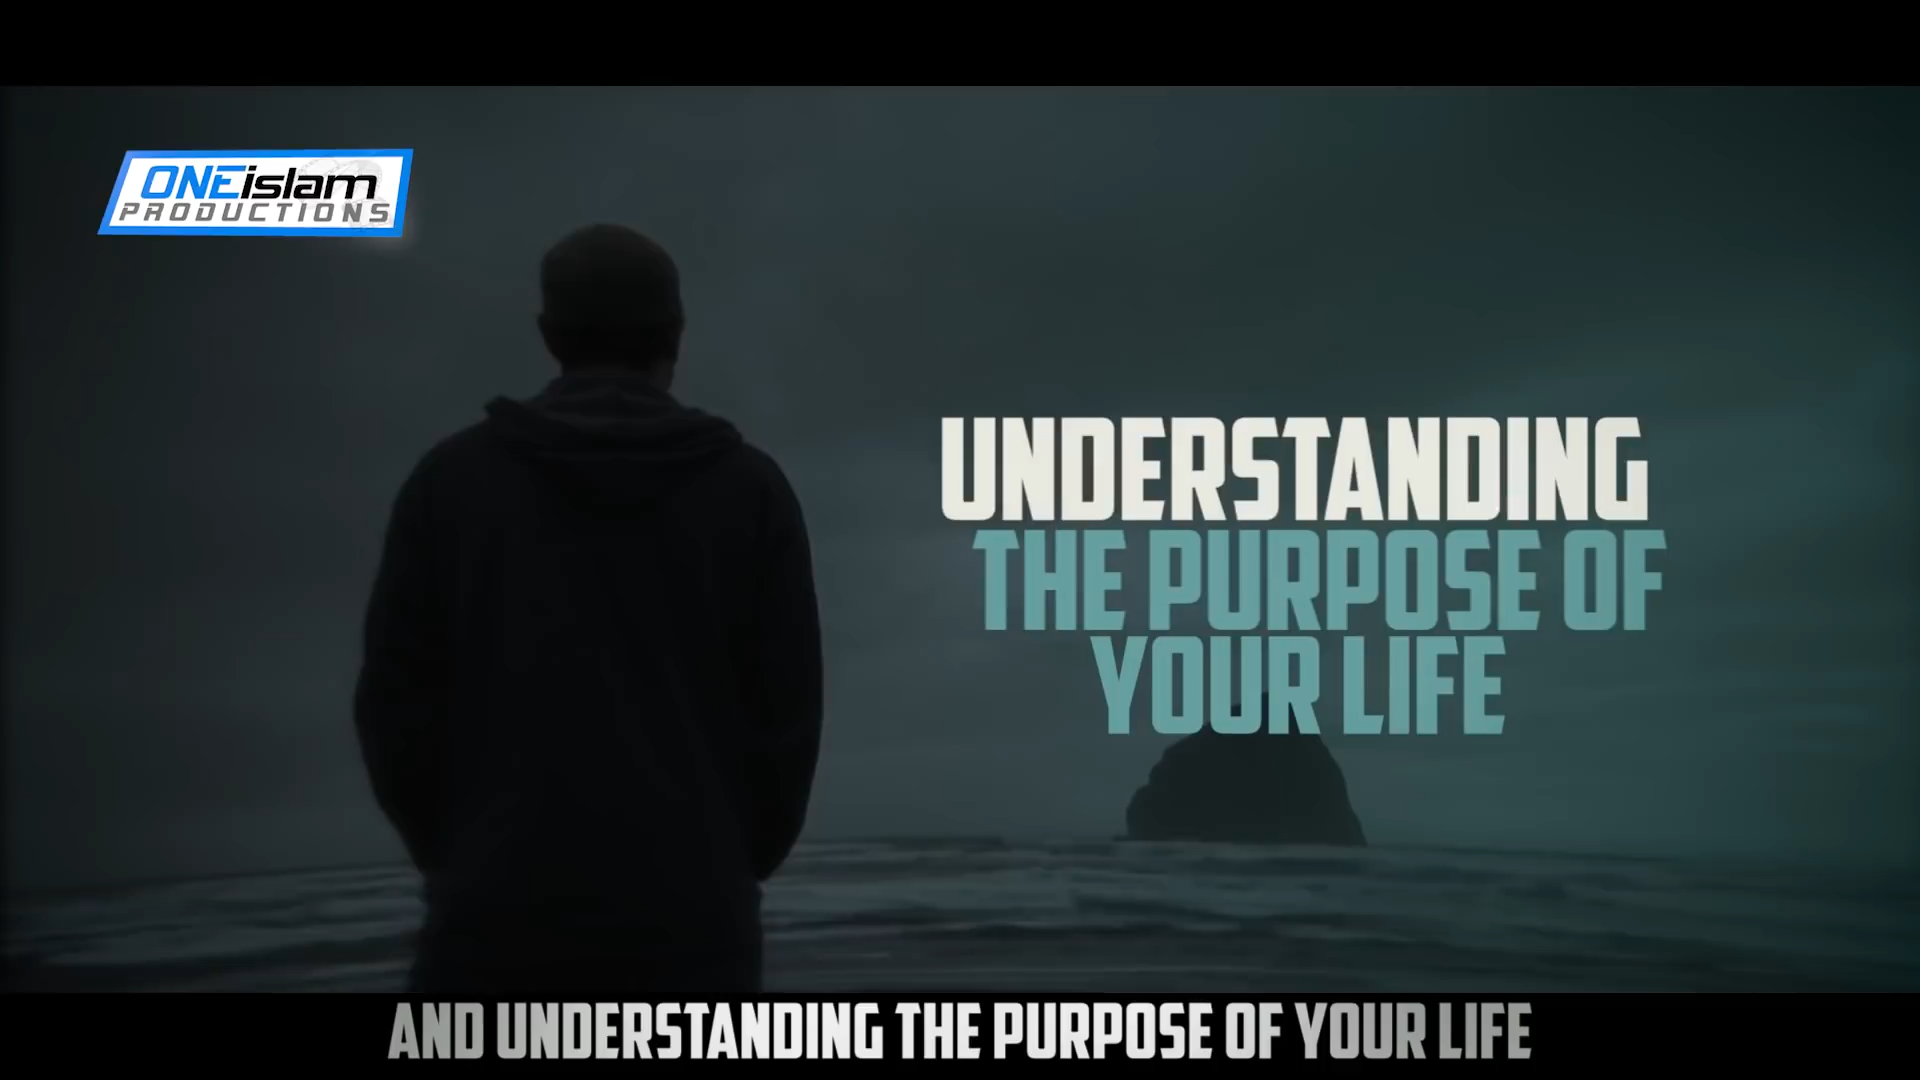 ONEislam
PRODUCTIONS
UNDERSTANDING
THE PURPOSE OF
YOUR LIFE
AND UNDERSTANDING THE PURPOSE OF YOUR LIFE